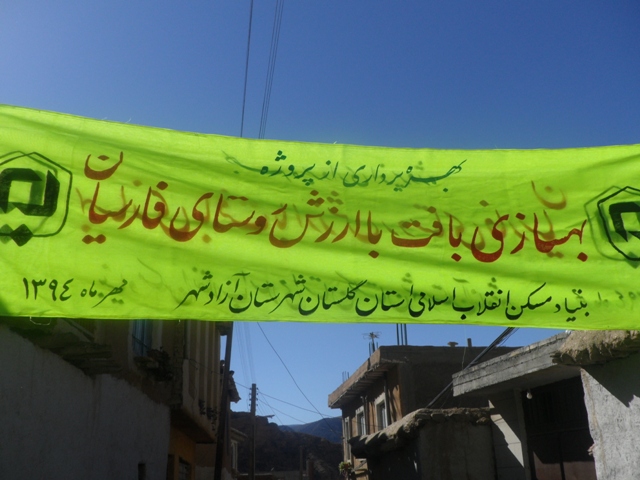 بهره برداری از پروژه
بهسازی بافت با ارزش روستای فارسیان
بنیاد مسکن انقلاب اسلامی استان گلستان شهرستان آزادشهر
مهر ماه ۱۳۹۴